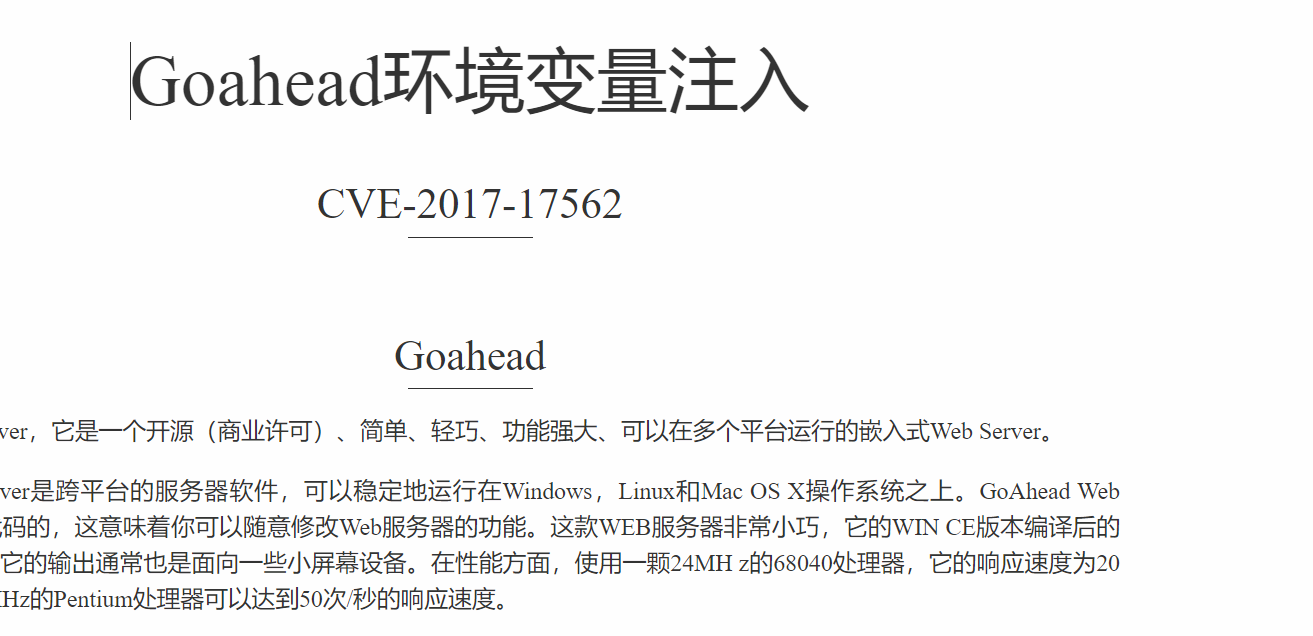 Goahead环境变量注入
CVE-2017-17562
Goahead
ver，它是一个开源（商业许可）、简单、轻巧、功能强大、可以在多个平台运行的嵌入式Web Server。
ver是跨平台的服务器软件，可以稳定地运行在Windows，Linux和Mac OS X操作系统之上。GoAhead Web
码的，这意味着你可以随意修改Web服务器的功能。这款WEB服务器非常小巧，它的WIN CE版本编译后的
它的输出通常也是面向一些小屏幕设备。在性能方面，使用一颗24MH z的68040处理器，它的响应速度为20
Hz的Pentium处理器可以达到50次/秒的响应速度。